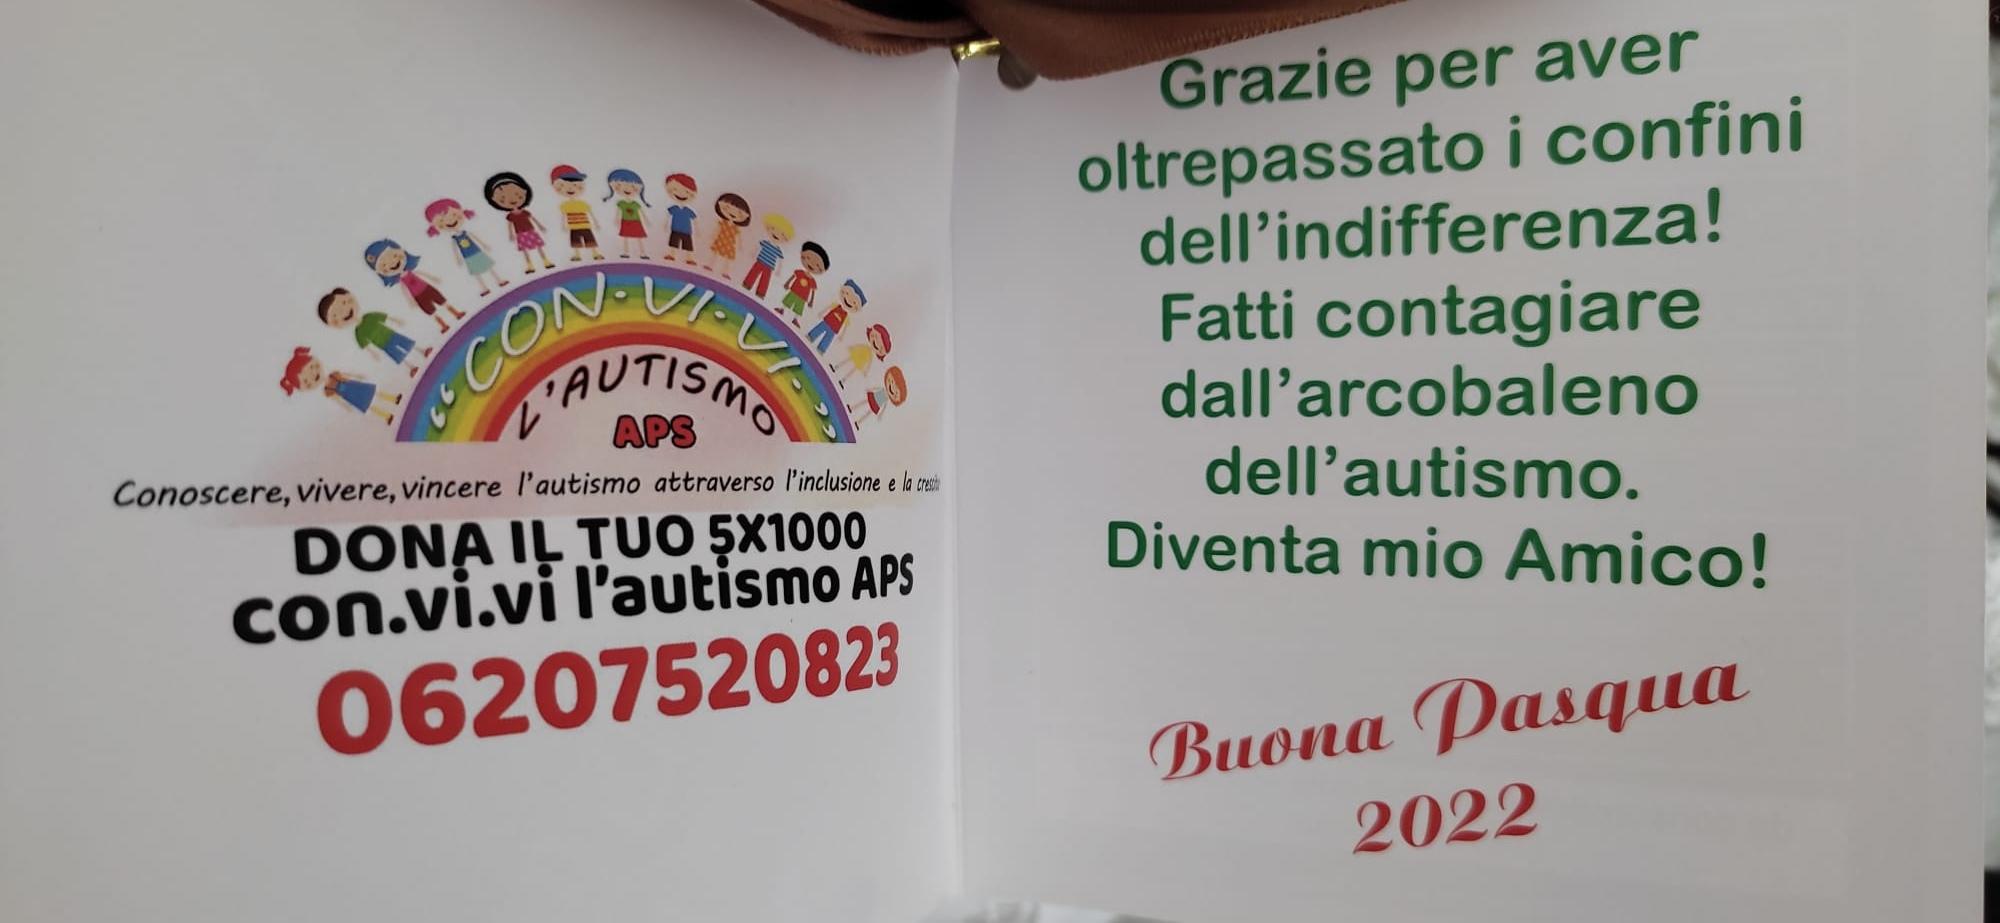 "CON·VI·VI."
L'AUTISMO
APS
Conoscere, vivere, vincere l'autismo attraverso l'inclusione e la
DONA IL TUO 5X1000
con.vi.vi l'autismo APS
06207520823
Grazie per aver
oltrepassato i confini
dell'indifferenza!
Fatti contagiare
dall'arcobaleno
dell'autismo.
Diventa mio Amico!
Buona Pasqua
2022